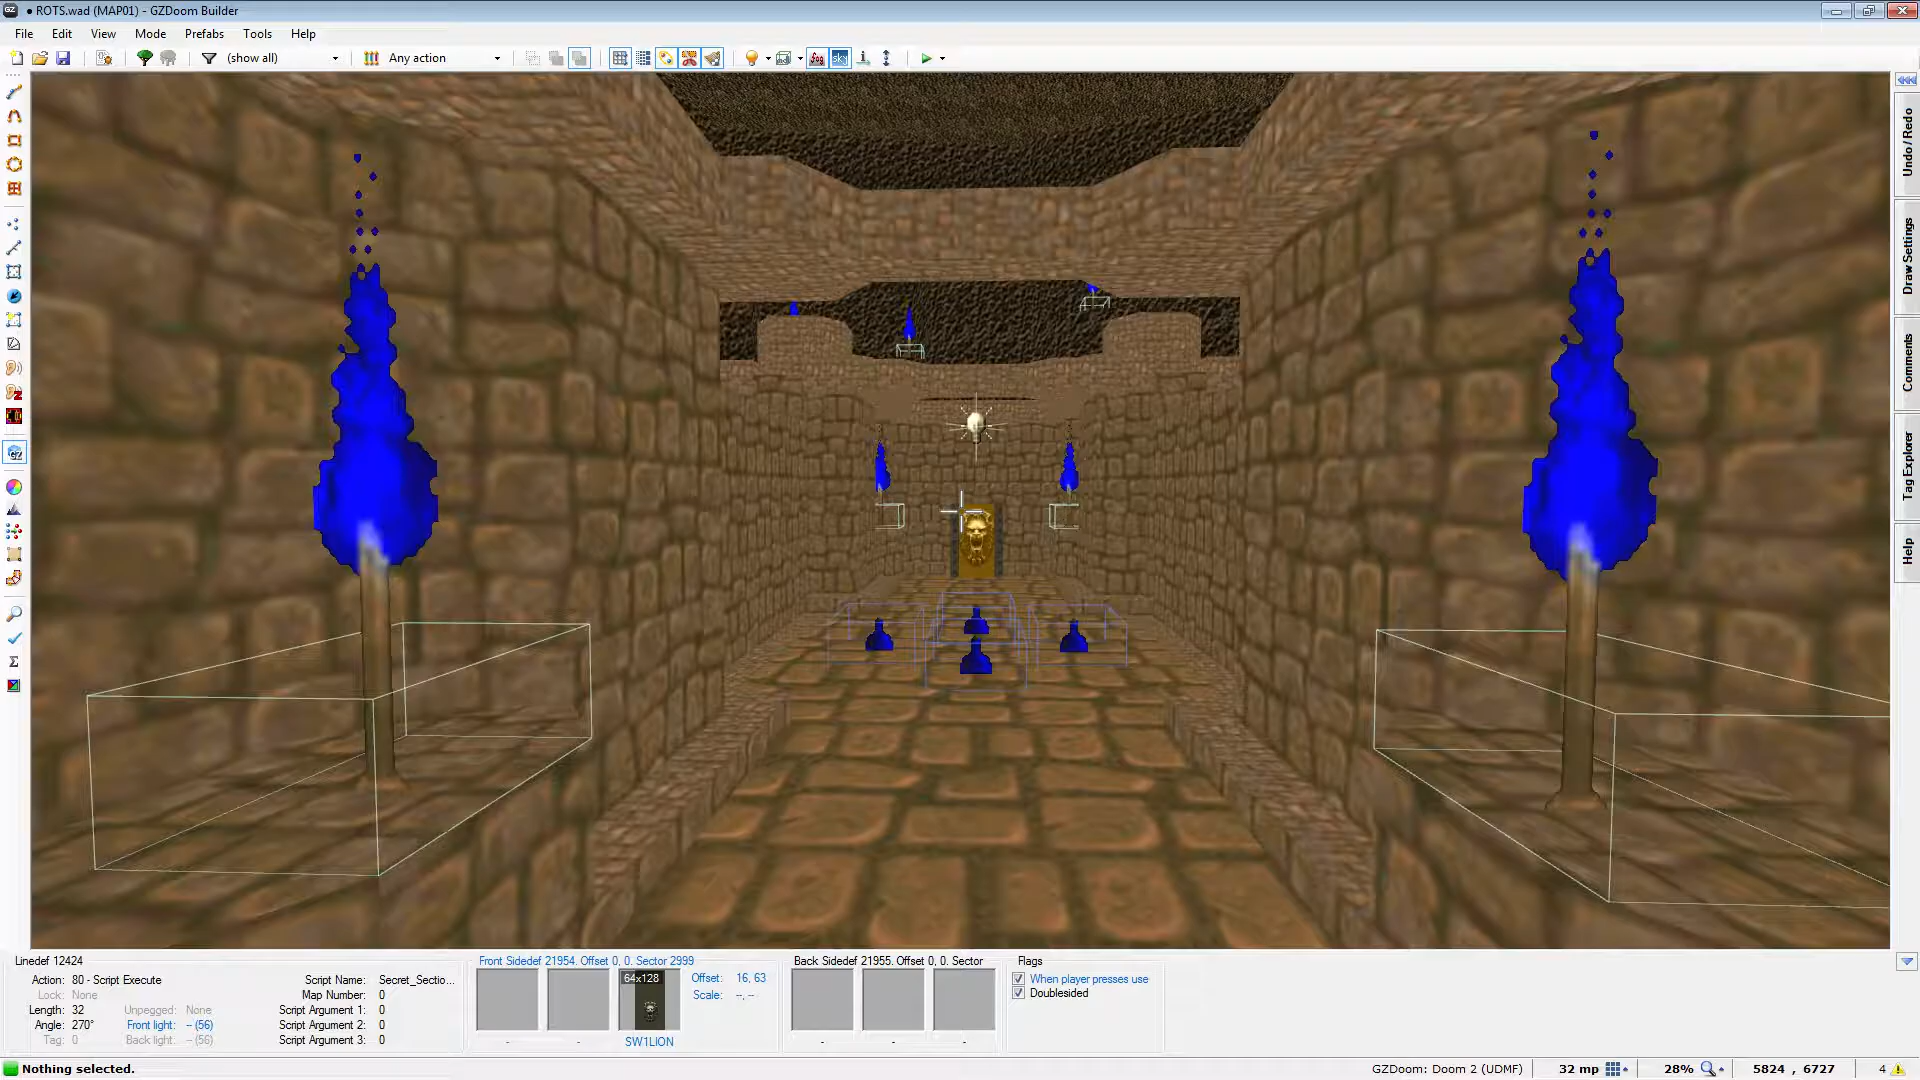 ROTS.wad (MAP01) - GZDoom Builder
File Edit View Mode Prefabs Tools Help
(show all) Any action
Undo / Redo
Draw Settings
Comments
Tag Explorer
Help
Linedef 12424
Action: 80 - Script Execute
Lock: None
Length: 32
Angle: 270°
Tag: 0
Unpegged: None
Front light: -- (56)
Back light: -- (56)
Script Name: Secret_Sectio...
Map Number: 0
Script Argument 1: 0
Script Argument 2: 0
Script Argument 3: 0
Front Sidedef 21954. Offset 0, 0. Sector 2999
64x128
Offset: 16, 63
Scale: --, --
- - SW1LION
Back Sidedef 21955. Offset 0, 0. Sector
- - -
Flags
When player presses use
Doublesided
Nothing selected.
GZDoom: Doom 2 (UDMF) 32 mp 28% 5824 , 6727 4